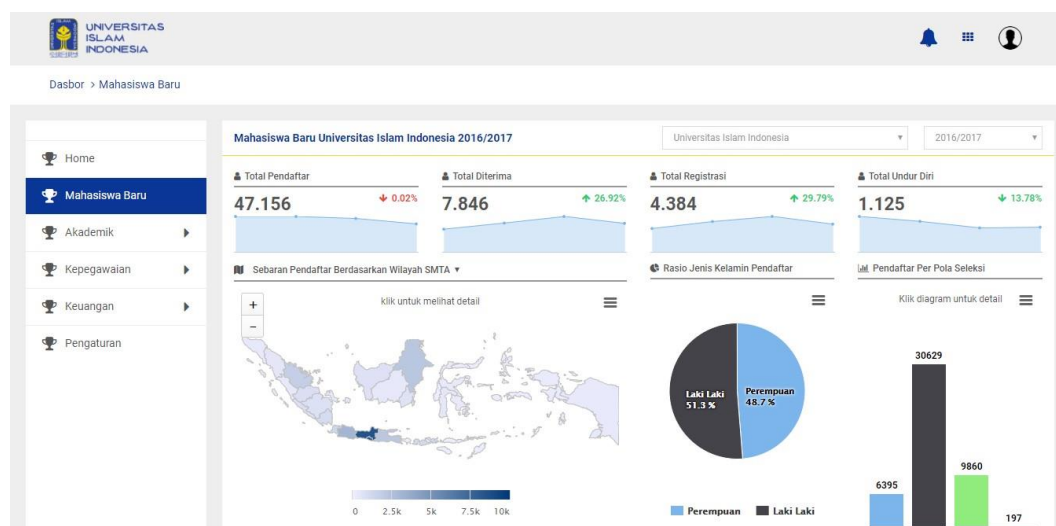 UNIVERSITAS
ISLAM
INDONESIA
Dasbor > Mahasiswa Baru
Home
Mahasiswa Baru
Akademik
Kepegawaian
Keuangan
Pengaturan
Mahasiswa Baru Universitas Islam Indonesia 2016/2017
Universitas Islam Indonesia
2016/2017
Total Pendaftar
47.156
0.02%
Total Diterima
7.846
26.92%
Total Registrasi
4.384
29.79%
Total Undur Diri
1.125
13.78%
Sebaran Pendaftar Berdasarkan Wilayah SMTA
+
−
klik untuk melihat detail
0 2.5k 5k 7.5k 10k
Rasio Jenis Kelamin Pendaftar
Laki Laki
51.3 %
Perempuan
48.7 %
Perempuan Laki Laki
Pendaftar Per Pola Seleksi
Klik diagram untuk detail
6395
30629
9860
197